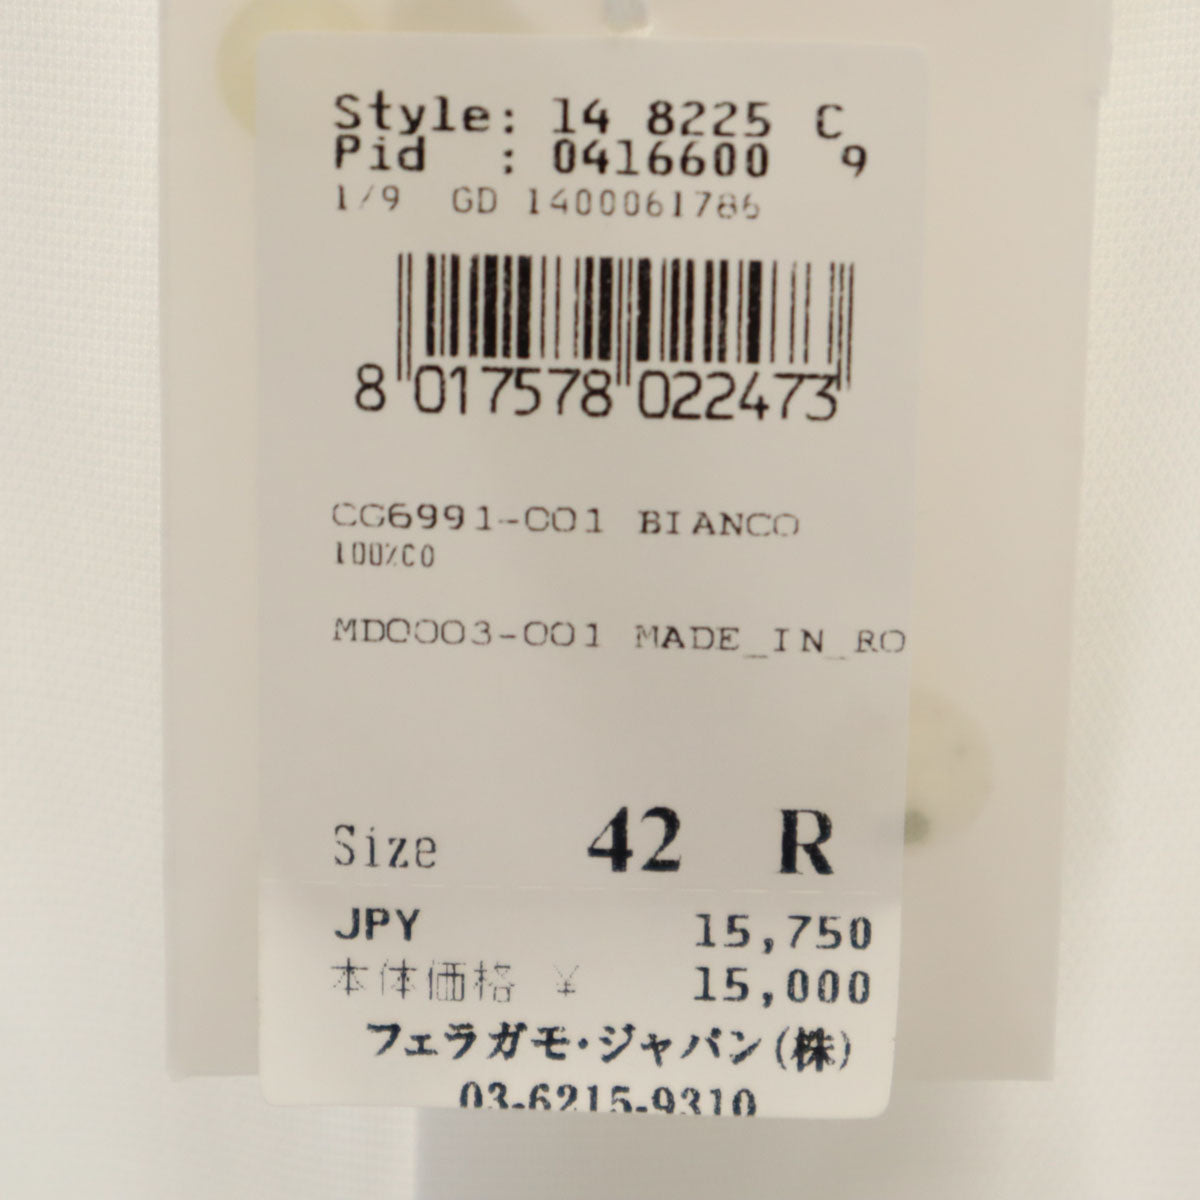 Style: 14 8225 C
Pid : 0416600 9
1/9 GD 1400061786
8 017578 022473
CG6991-001 BIANCO
100%CO
MD0003-001 MADE_IN_RO
Size 42 R
JPY 15,750
本体価格 ¥ 15,000
フェラガモ・ジャパン(株)
03-6215-9310